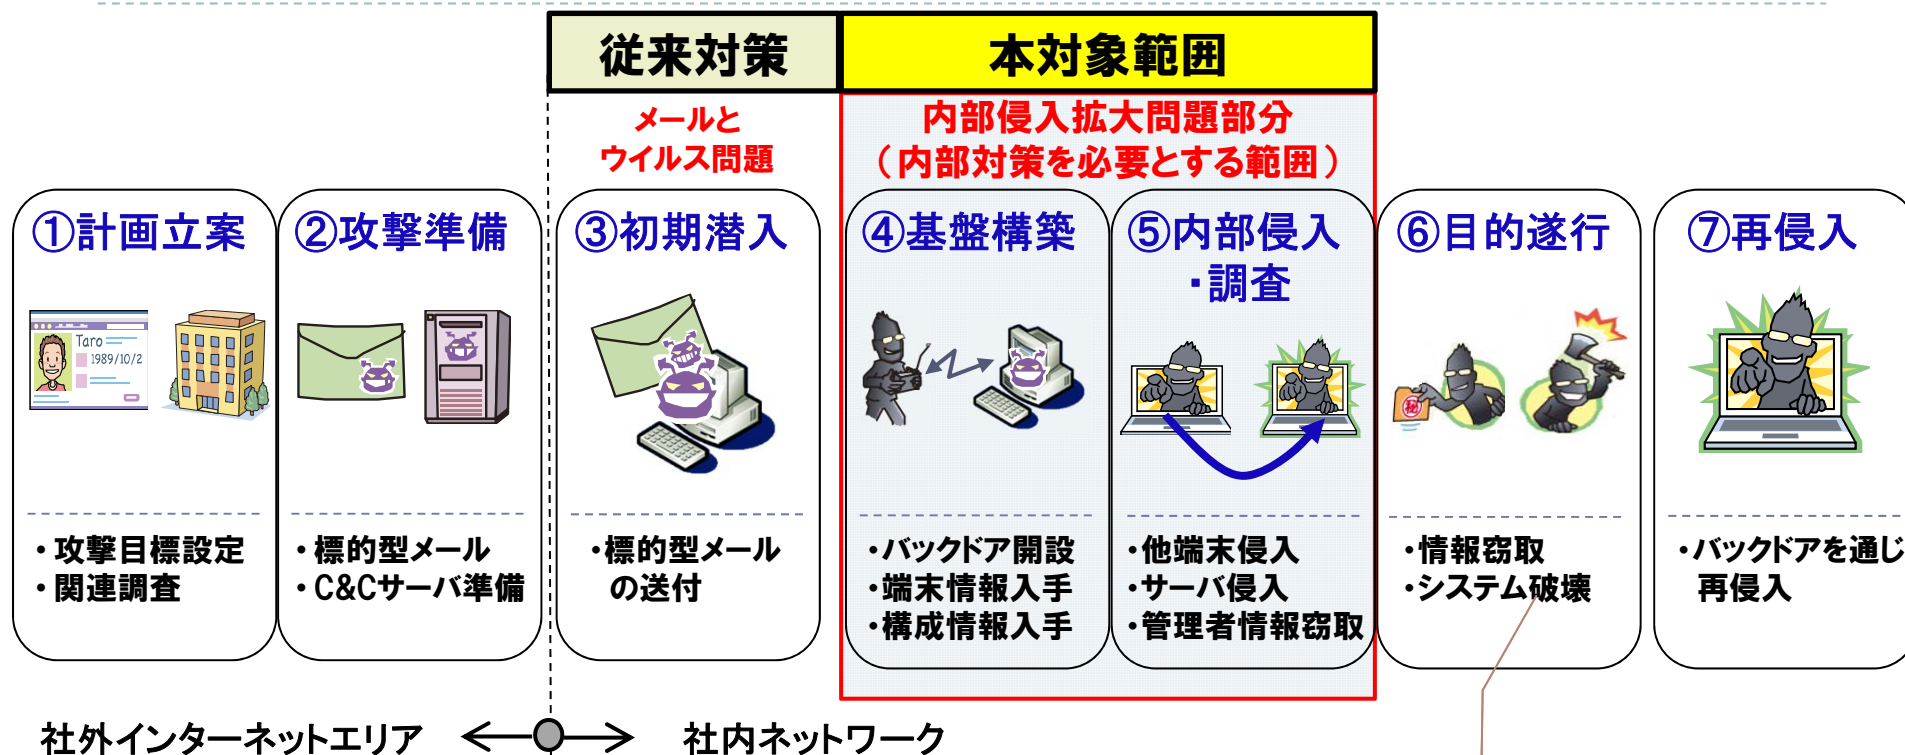 従来対策
本対象範囲
メールと
ウイルス問題
内部侵入拡大問題部分
(内部対策を必要とする範囲)
①計画立案
Taro
1989/10/2
・攻撃目標設定
・関連調査
②攻撃準備
・標的型メール
・C&Cサーバ準備
③初期潜入
・標的型メール
の送付
④基盤構築
・バックドア開設
・端末情報入手
・構成情報入手
⑤内部侵入
・調査
・他端末侵入
・サーバ侵入
・管理者情報窃取
⑥目的遂行
㊙
・情報窃取
・システム破壊
⑦再侵入
・バックドアを通じ
再侵入
社外インターネットエリア
社内ネットワーク